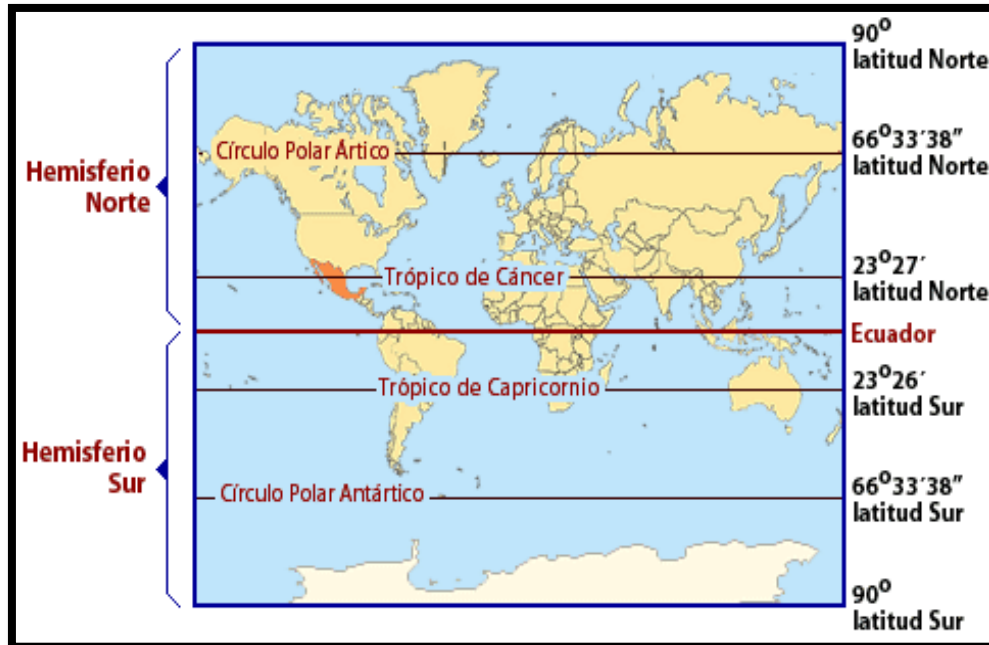 90º
latitud Norte
Círculo Polar Ártico
66º33´38”
latitud Norte
Hemisferio
Norte
Trópico de Cáncer
23º27´
latitud Norte
Ecuador
Trópico de Capricornio
23º26´
latitud Sur
Hemisferio
Sur
Círculo Polar Antártico
66º33´38”
latitud Sur
90º
latitud Sur